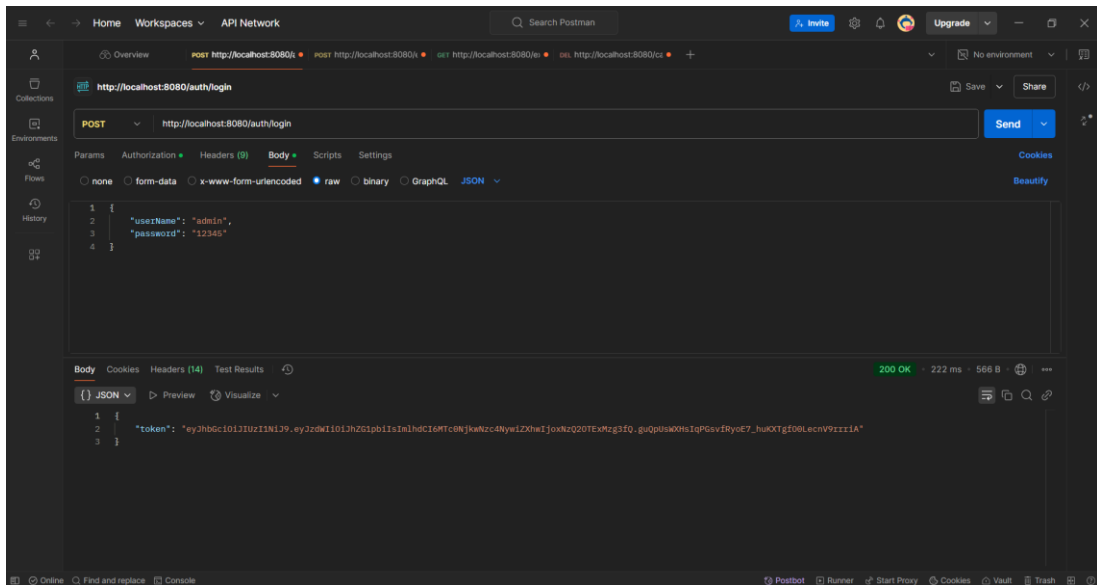 Home Workspaces API Network Search Postman Invite Upgrade
Overview POST http://localhost:8080/a POST http://localhost:8080/e GET http://localhost:8080/e DEL http://localhost:8080/ca + No environment
Collections
Environments
Flows
History
http://localhost:8080/auth/login Save Share
POST http://localhost:8080/auth/login Send
Params Authorization Headers (9) Body Scripts Settings Cookies
none form-data x-www-form-urlencoded raw binary GraphQL JSON Beautify
1 {
2 "userName": "admin",
3 "password": "12345"
4 }
Body Cookies Headers (14) Test Results 200 OK 222 ms 566 B
{} JSON Preview Visualize
1 {
2 "token":
3 }
Online Find and replace Console Postbot Runner Start Proxy Cookies Vault Trash